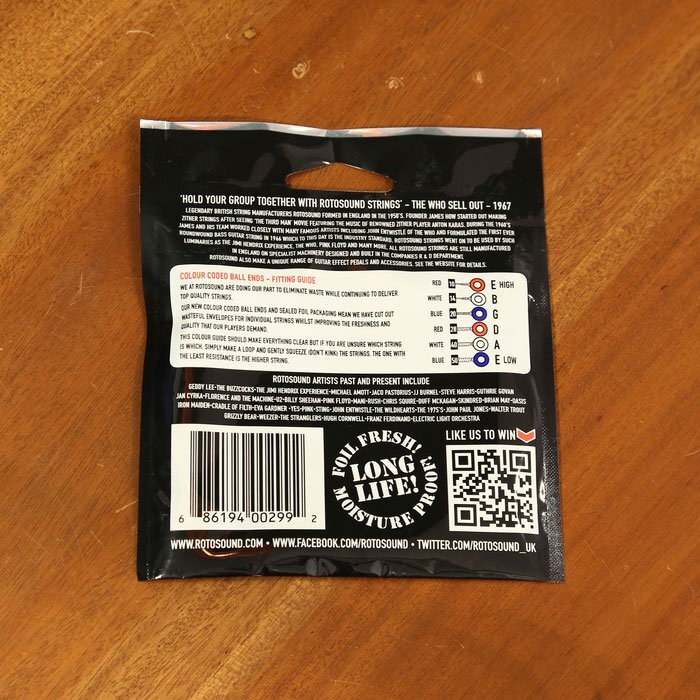 'HOLD YOUR GROUP TOGETHER WITH ROTOSOUND STRINGS' - THE WHO SELL OUT - 1967
LEGENDARY BRITISH STRING MANUFACTURERS ROTOSOUND FORMED IN ENGLAND IN THE 1958'S. FOUNDER JAMES HOW STARTED OUT MAKING
ZITHER STRINGS AFTER SEEING 'THE THIRD MAN' MOVIE FEATURING THE MUSIC OF RENOWNED ZITHER PLAYER ANTON KARAS. DURING THE 1960'S
JAMES AND HIS TEAM WORKED CLOSELY WITH MANY FAMOUS ARTISTS INCLUDING JOHN ENTWISTLE OF THE WHO AND FORMULATED THE FIRST EVER
ROUNDWOUND BASS GUITAR STRING IN 1966 WHICH TO THIS DAY IS THE INDUSTRY STANDARD. ROTOSOUND STRINGS WENT ON TO BE USED BY SUCH
LUMINARIES AS THE JIMI HENDRIX EXPERIENCE, THE WHO, PINK FLOYD AND MANY MORE. ALL ROTOSOUND STRINGS ARE STILL MANUFACTURED
IN ENGLAND ON SPECIALIST MACHINERY DESIGNED AND BUILT IN THE COMPANIES R & D DEPARTMENT.
ROTOSOUND ALSO MAKE A UNIQUE RANGE OF GUITAR EFFECT PEDALS AND ACCESSORIES. SEE THE WEBSITE FOR DETAILS.
COLOUR CODED BALL ENDS - FITTING GUIDE
WE AT ROTOSOUND ARE DOING OUR PART TO ELIMINATE WASTE WHILE CONTINUING TO DELIVER
TOP QUALITY STRINGS.
OUR NEW COLOUR CODED BALL ENDS AND SEALED FOIL PACKAGING MEAN WE HAVE CUT OUT
WASTEFUL ENVELOPES FOR INDIVIDUAL STRINGS WHILST IMPROVING THE FRESHNESS AND
QUALITY THAT OUR PLAYERS DEMAND.
THIS COLOUR GUIDE SHOULD MAKE EVERYTHING CLEAR BUT IF YOU ARE UNSURE WHICH STRING
IS WHICH, SIMPLY MAKE A LOOP AND GENTLY SQUEEZE (DON'T KINK) THE STRINGS. THE ONE WITH
THE LEAST RESISTANCE IS THE HIGHER STRING.
RED 10 E HIGH
WHITE 14 B
BLUE 20 G
RED 28 D
WHITE 40 A
BLUE 50 E LOW
ROTOSOUND ARTISTS PAST AND PRESENT INCLUDE
GEDDY LEE•THE BUZZCOCKS•THE JIMI HENDRIX EXPERIENCE•MICHAEL AMOTT•JACO PASTORIUS•JJ BURNEL•STEVE HARRIS•GUTHRIE GOVAN
JAN CYRKA•FLORENCE AND THE MACHINE•U2•BILLY SHEEHAN•PINK FLOYD•MANI•RUSH•CHRIS SQUIRE•DUFF MCKAGAN•SKINDRED•BRIAN MAY•OASIS
IRON MAIDEN•CRADLE OF FILTH•EVA GARDNER •YES•PINK•STING•JOHN ENTWISTLE•THE WILDHEARTS•THE 1975'S•JOHN PAUL JONES•WALTER TROUT
GRIZZLY BEAR•WEEZER•THE STRANGLERS•HUGH CORNWELL•FRANZ FERDINAND•ELECTRIC LIGHT ORCHESTRA
6 86194 00299 2
FOIL FRESH!
LONG
LIFE!
MOISTURE PROOF!
LIKE US TO WIN
WWW.ROTOSOUND.COM • WWW.FACEBOOK.COM/ROTOSOUND • TWITTER.COM/ROTOSOUND_UK